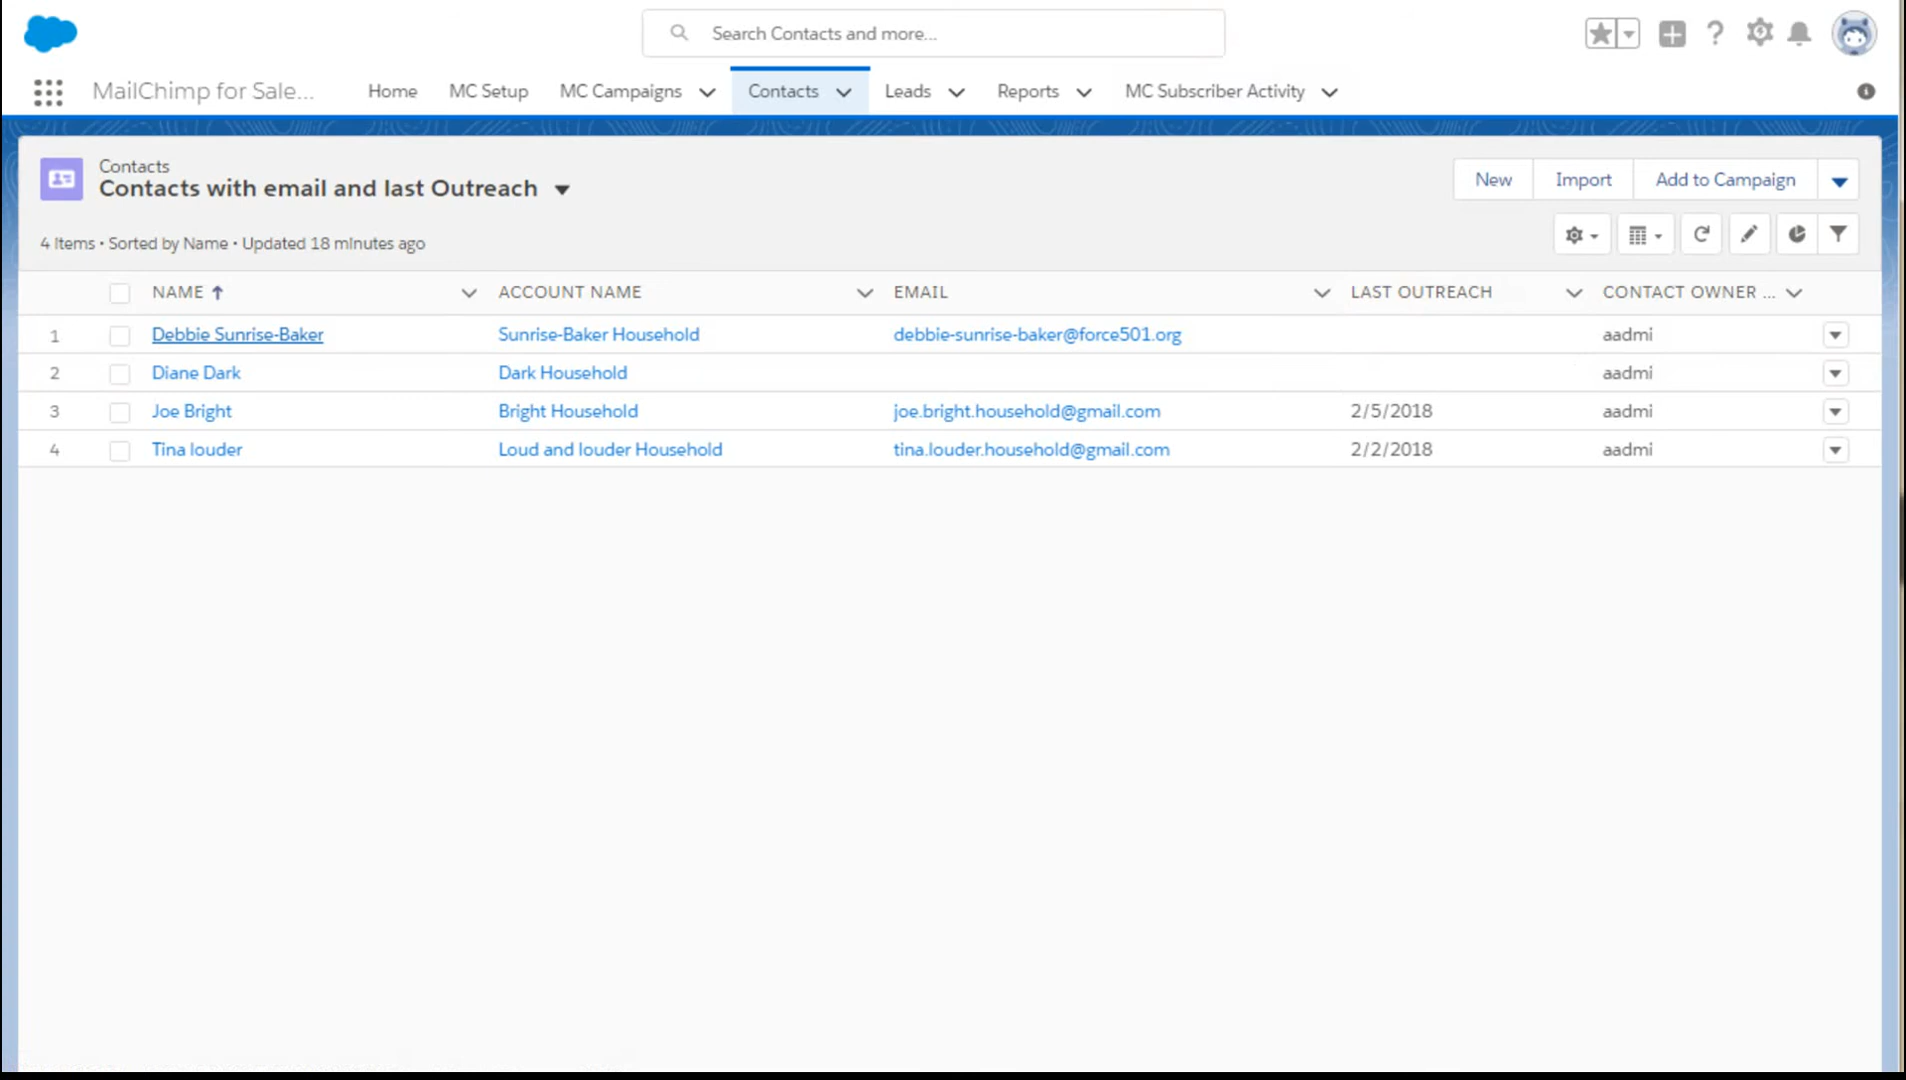 Search Contacts and more...
MailChimp for Sale... Home MC Setup MC Campaigns Contacts Leads Reports MC Subscriber Activity
Contacts
Contacts with email and last Outreach
New Import Add to Campaign
4 items • Sorted by Name • Updated 18 minutes ago
NAME ACCOUNT NAME EMAIL LAST OUTREACH CONTACT OWNER ...
1 Debbie Sunrise-Baker Sunrise-Baker Household debbie-sunrise-baker@force501.org aadmi
2 Diane Dark Dark Household aadmi
3 Joe Bright Bright Household joe.bright.household@gmail.com 2/5/2018 aadmi
4 Tina louder Loud and louder Household tina.louder.household@gmail.com 2/2/2018 aadmi